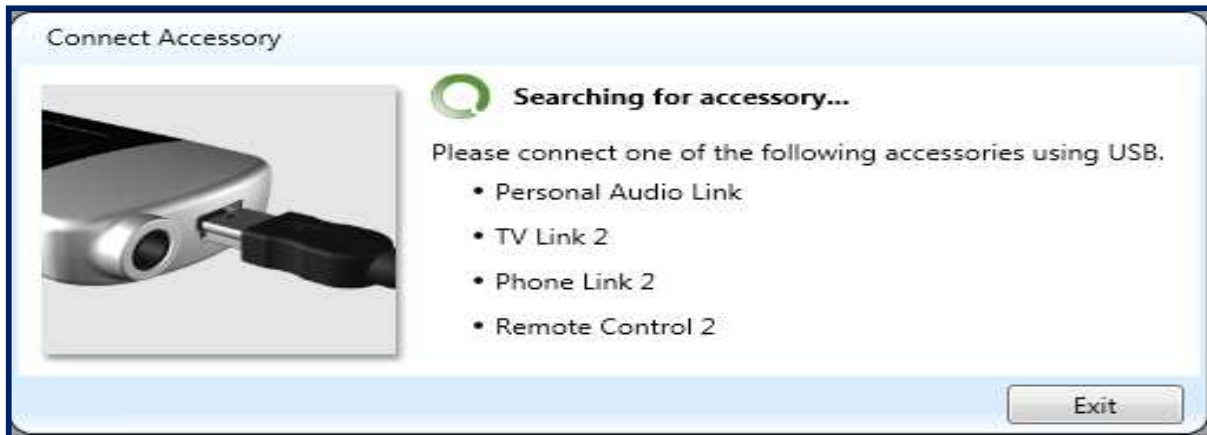 Connect Accessory
Searching for accessory...
Please connect one of the following accessories using USB.
• Personal Audio Link
• TV Link 2
• Phone Link 2
• Remote Control 2
Exit